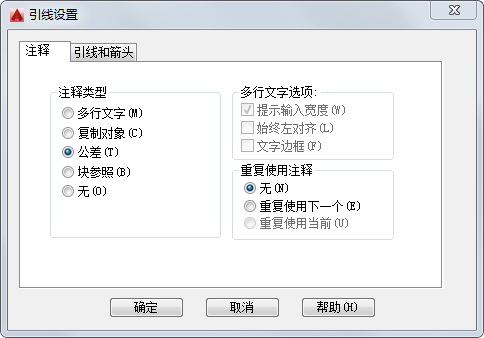 引线设置
注释
引线和箭头
注释类型
多行文字(M)
复制对象(C)
公差(T)
块参照(B)
无(O)
多行文字选项:
提示输入宽度(W)
始终左对齐(L)
文字边框(F)
重复使用注释
无(N)
重复使用下一个(E)
重复使用当前(U)
确定
取消
帮助(H)